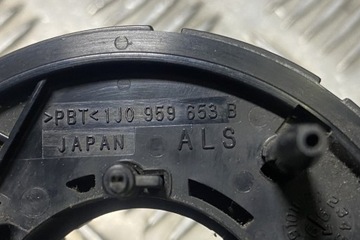 >PBT< 1J0 959 653 B
JAPAN ALS